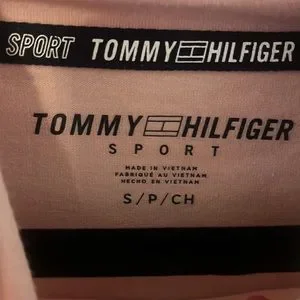 SPORT TOMMY HILFIGER
TOMMY HILFIGER
SPORT
MADE IN VIETNAM
FABRIQUÉ AU VIETNAM
HECHO EN VIETNAM
S/P/CH